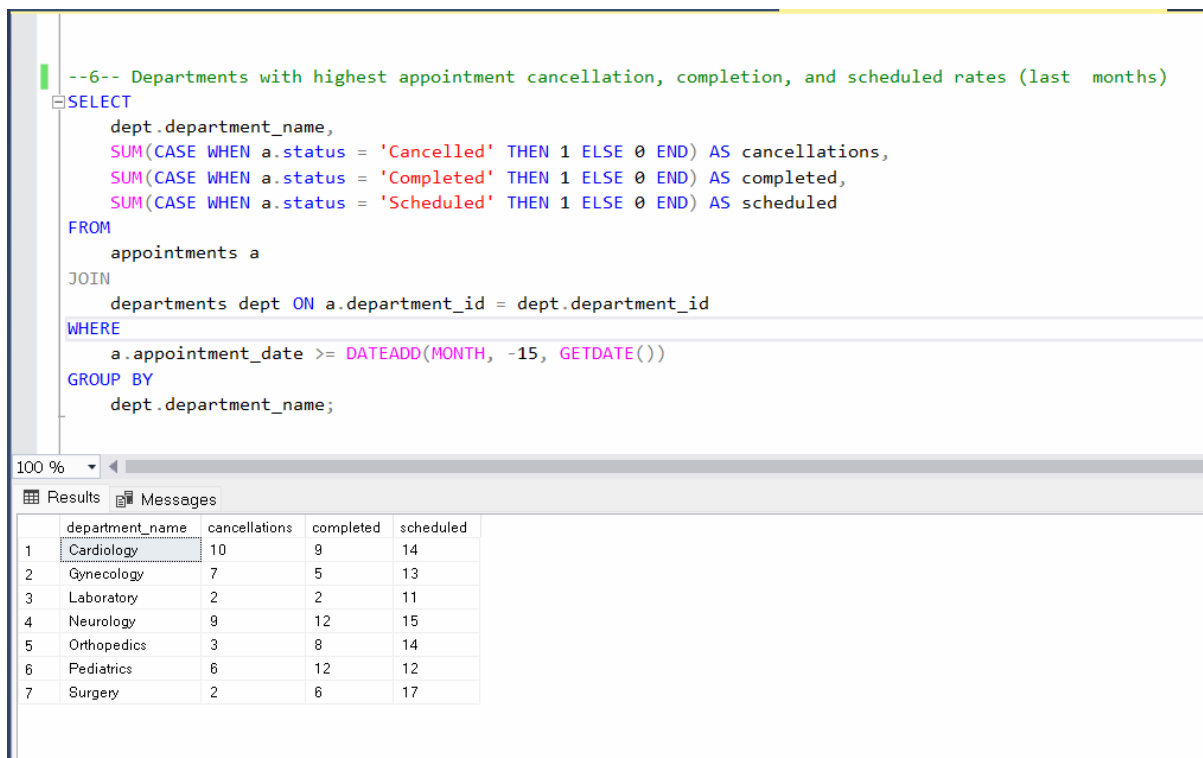 --6-- Departments with highest appointment cancellation, completion, and scheduled rates (last  months)
SELECT
    dept.department_name,
    SUM(CASE WHEN a.status = 'Cancelled' THEN 1 ELSE 0 END) AS cancellations,
    SUM(CASE WHEN a.status = 'Completed' THEN 1 ELSE 0 END) AS completed,
    SUM(CASE WHEN a.status = 'Scheduled' THEN 1 ELSE 0 END) AS scheduled
FROM
    appointments a
JOIN
    departments dept ON a.department_id = dept.department_id
WHERE
    a.appointment_date >= DATEADD(MONTH, -15, GETDATE())
GROUP BY
    dept.department_name;
100 %
Results Messages
department_name cancellations completed scheduled
1 Cardiology 10 9 14
2 Gynecology 7 5 13
3 Laboratory 2 2 11
4 Neurology 9 12 15
5 Orthopedics 3 8 14
6 Pediatrics 6 12 12
7 Surgery 2 6 17